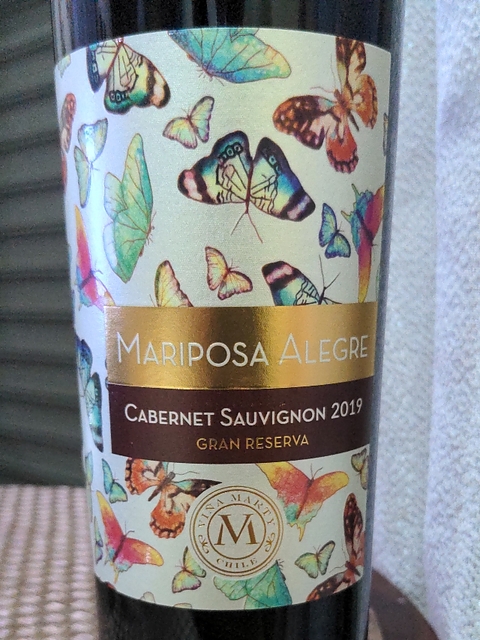 MARIPOSA ALEGRE
CABERNET SAUVIGNON 2019
GRAN RESERVA
VIÑA MARTY
M
CHILE